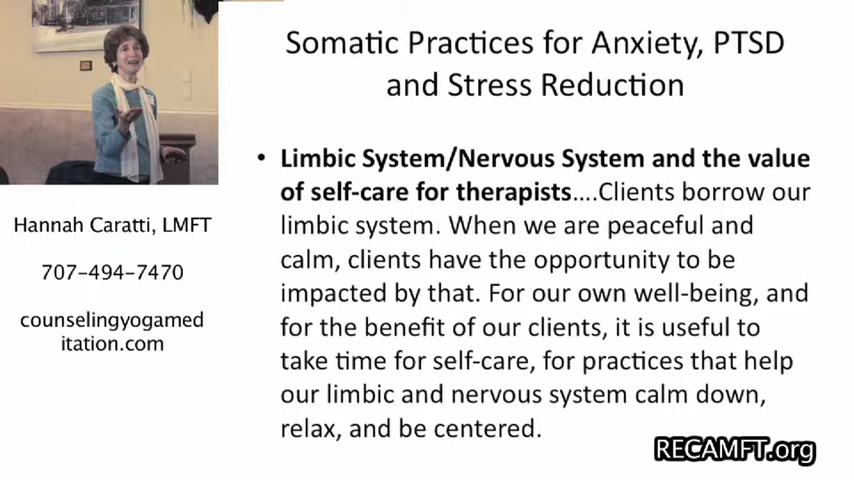 Somatic Practices for Anxiety, PTSD
and Stress Reduction
• Limbic System/Nervous System and the value
of self-care for therapists....Clients borrow our
limbic system. When we are peaceful and
calm, clients have the opportunity to be
impacted by that. For our own well-being, and
for the benefit of our clients, it is useful to
take time for self-care, for practices that help
our limbic and nervous system calm down,
relax, and be centered.
Hannah Caratti, LMFT
707-494-7470
counselingyogamed
itation.com
RECAMFT.org